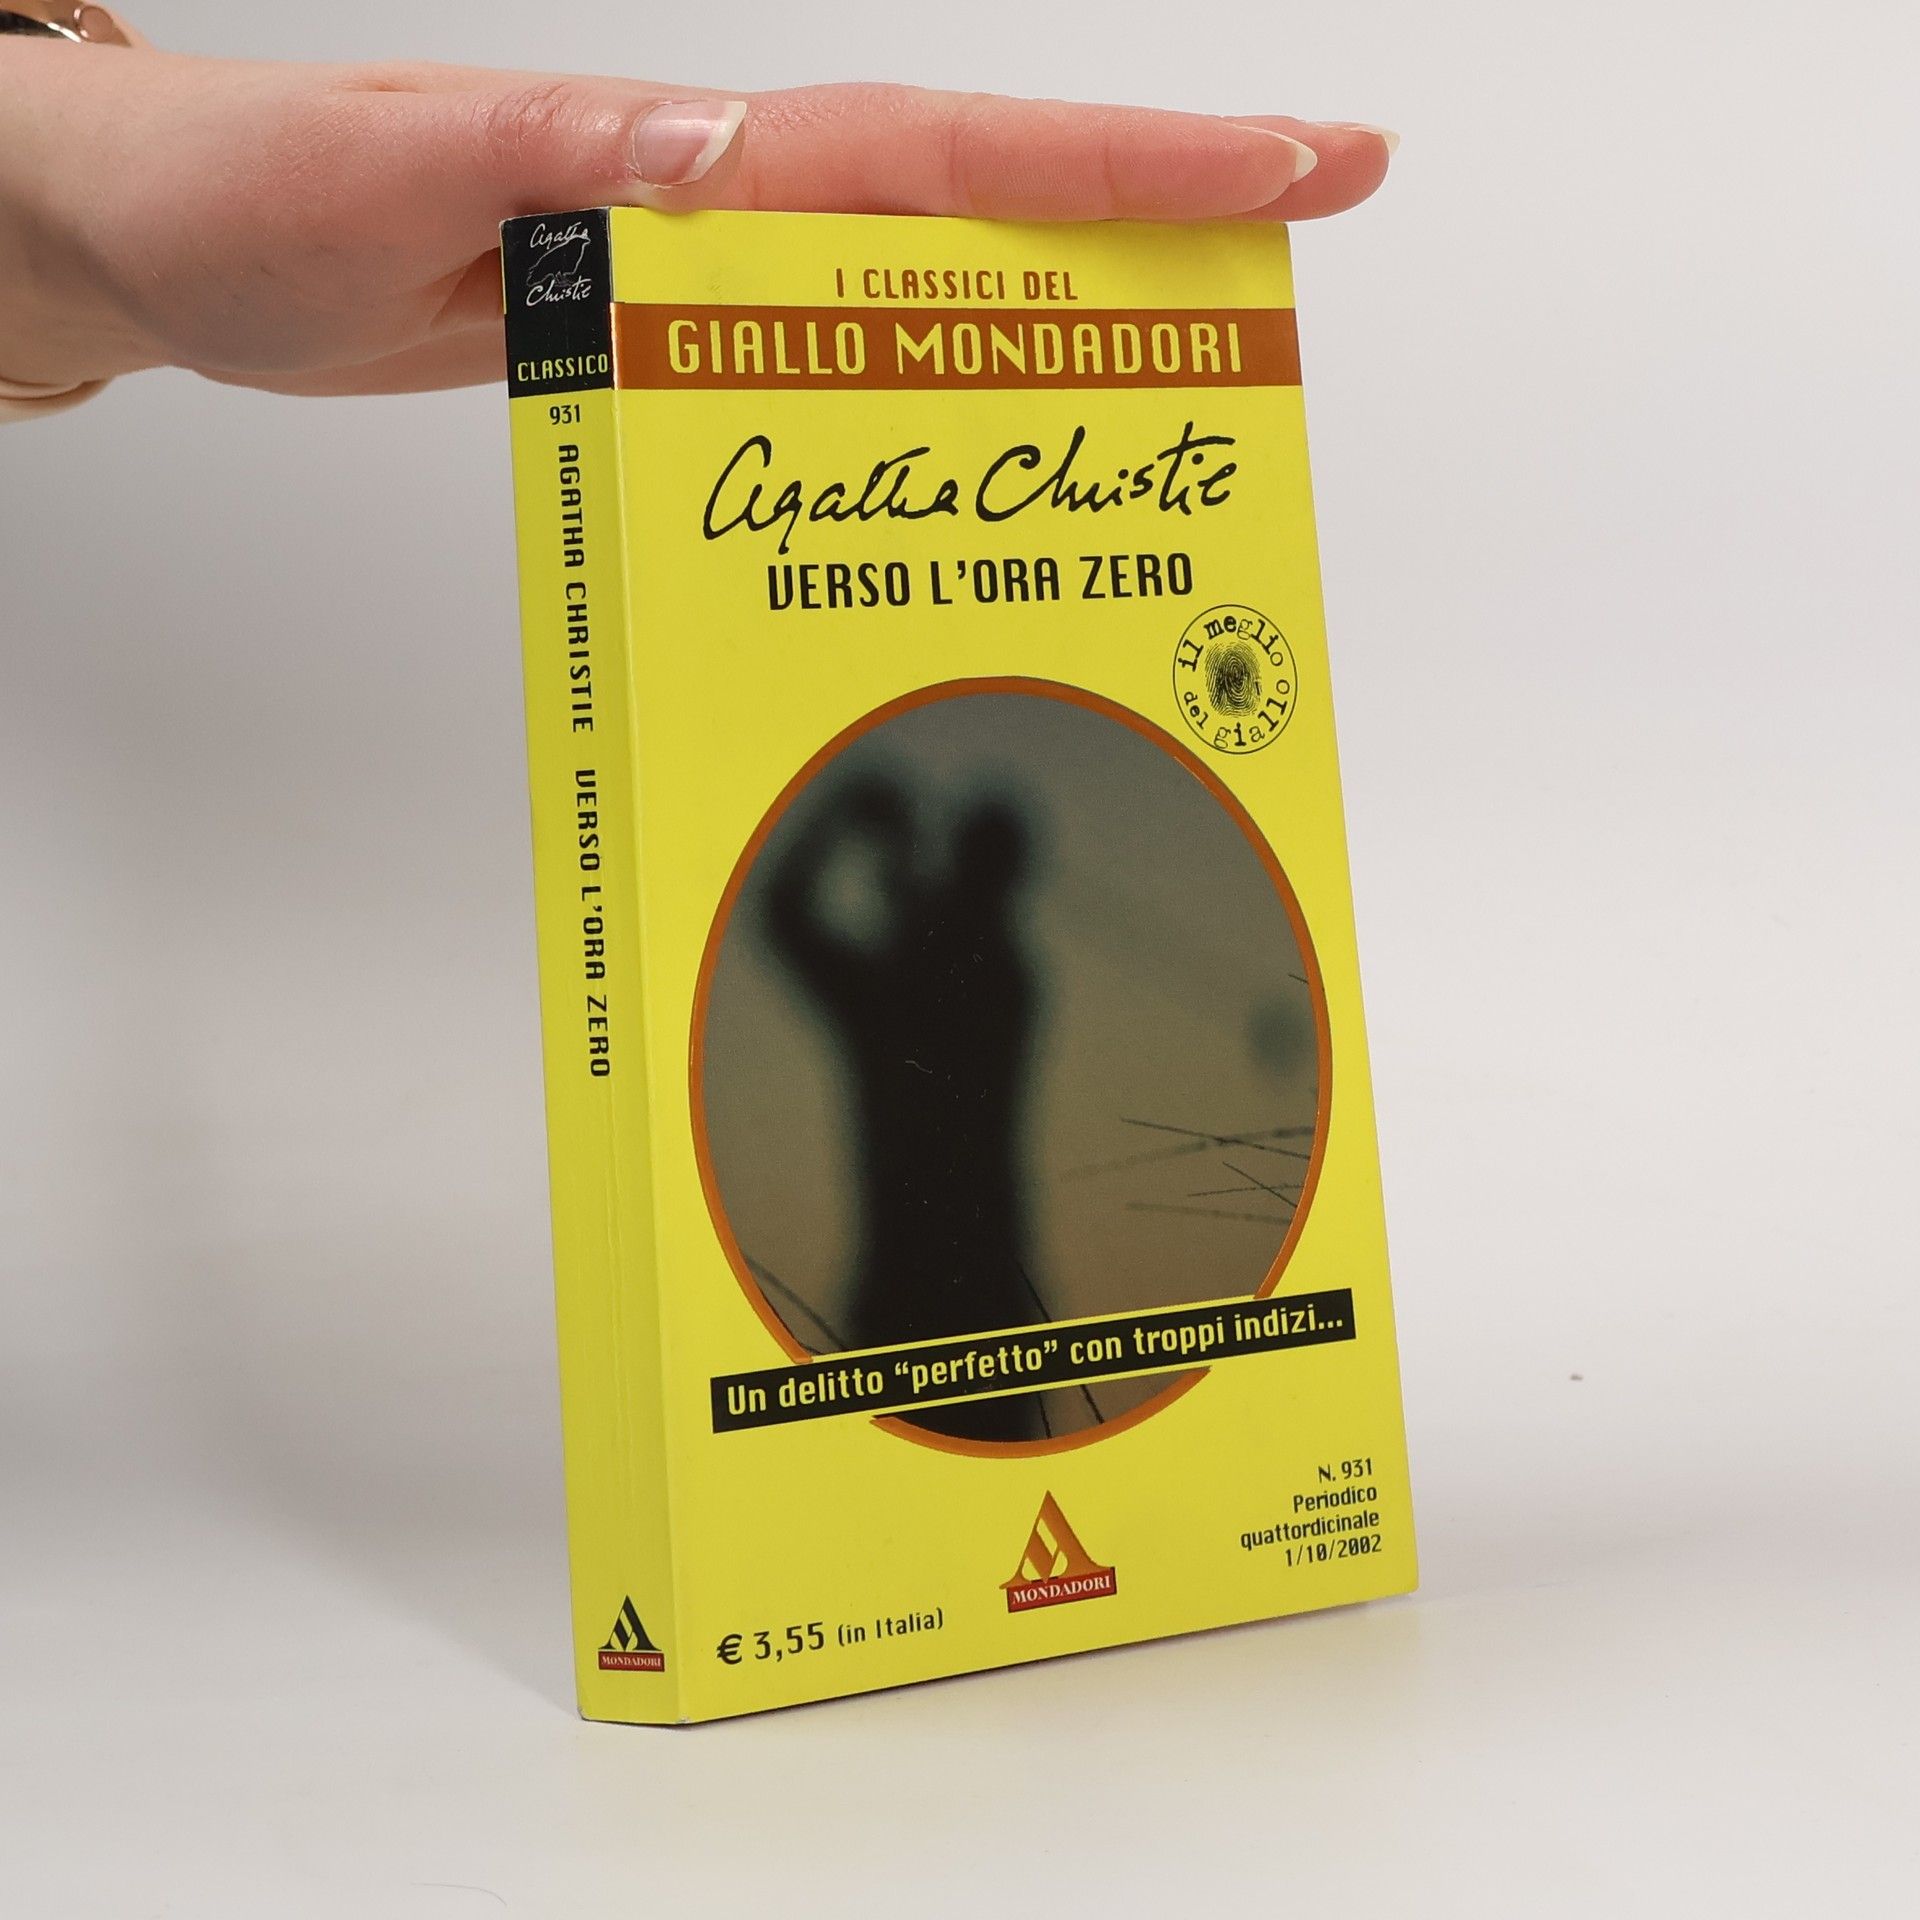 Agatha
Christie
CLASSICO
931
AGATHA CHRISTIE VERSO L'ORA ZERO
MONDADORI
I CLASSICI DEL
GIALLO MONDADORI
Agatha Christie
VERSO L'ORA ZERO
il meglio
del giallo
Un delitto “perfetto” con troppi indizi...
N. 931
Periodico
quattordicinale
1/10/2002
MONDADORI
€ 3,55 (in Italia)